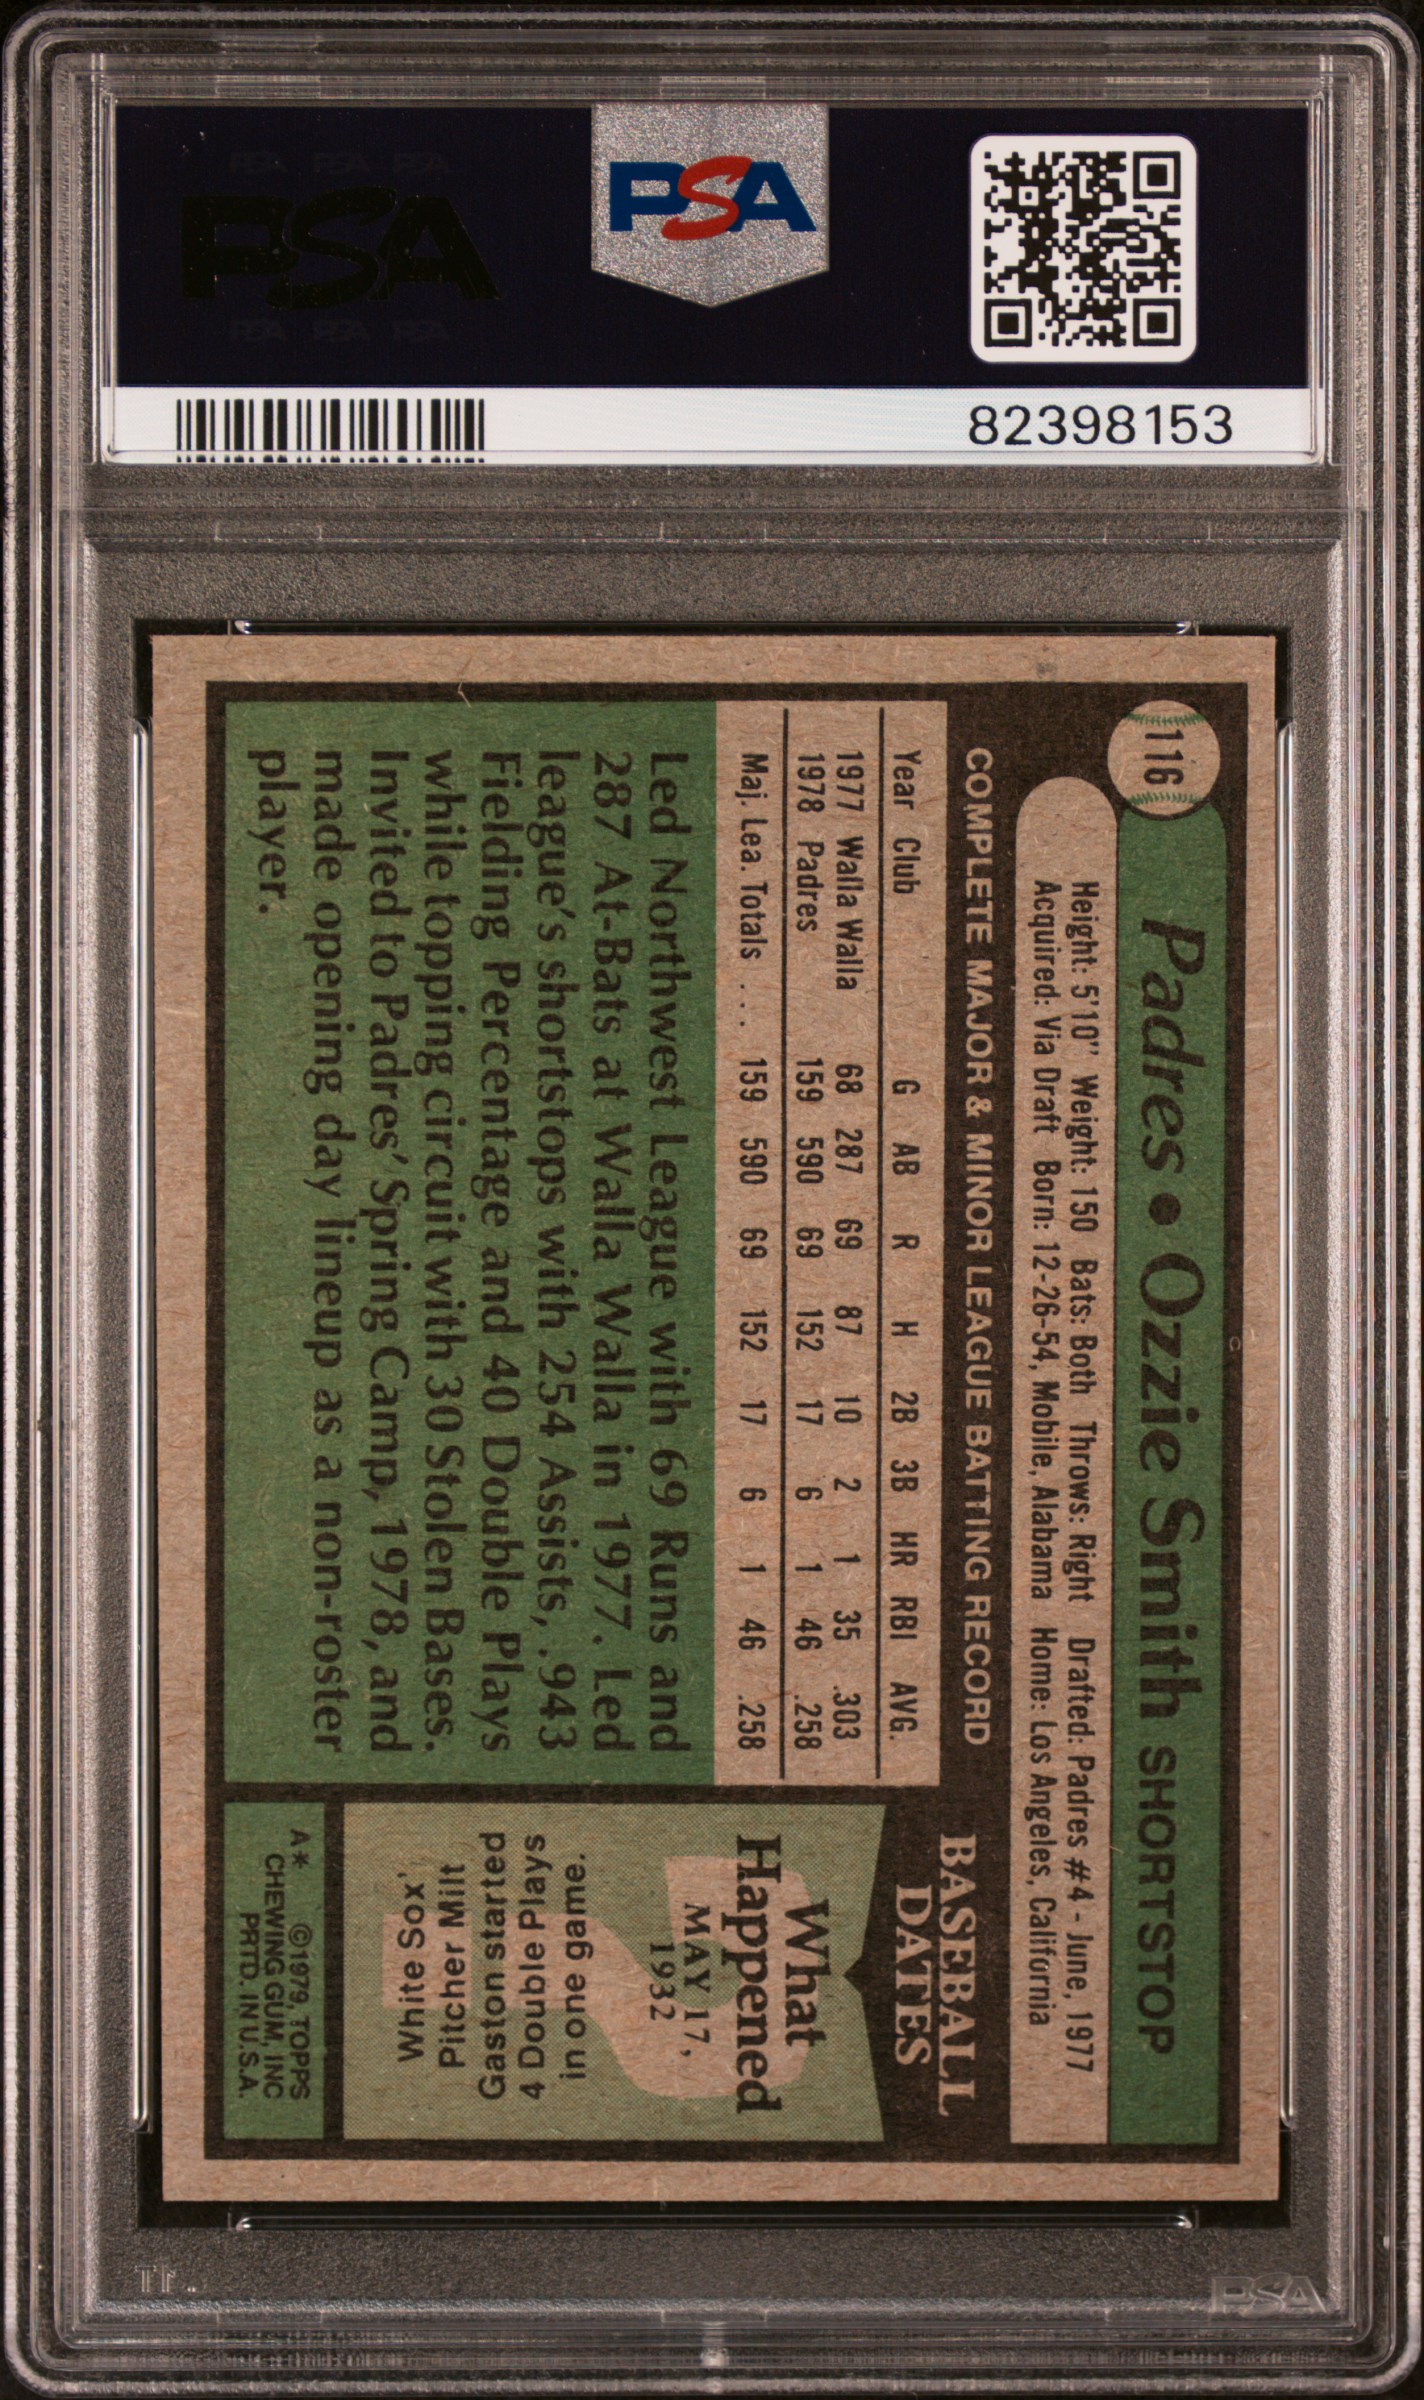 PSA
PSA
82398153
116
Padres • Ozzie Smith SHORTSTOP
Height: 5'10" Weight: 150 Bats: Both Throws: Right Drafted: Padres #4 - June, 1977
Acquired: Via Draft Born: 12-26-54, Mobile, Alabama Home: Los Angeles, California
COMPLETE MAJOR & MINOR LEAGUE BATTING RECORD
Year Club G AB R H 2B 3B HR RBI AVG.
1977 Walla Walla 68 287 69 87 10 2 1 35 .303
1978 Padres 159 590 69 152 17 6 1 46 .258
Maj. Lea. Totals . . . 159 590 69 152 17 6 1 46 .258
Led Northwest League with 69 Runs and
287 At-Bats at Walla Walla in 1977. Led
league's shortstops with 254 Assists, .943
Fielding Percentage and 40 Double Plays
while topping circuit with 30 Stolen Bases.
Invited to Padres' Spring Camp, 1978, and
made opening day lineup as a non-roster
player.
BASEBALL
DATES
What
Happened
MAY 17,
1932
White Sox'
Pitcher Milt
Gaston started
4 Double Plays
in one game.
A* ©1979, TOPPS
CHEWING GUM, INC
PRTD. IN U.S.A.
PSA